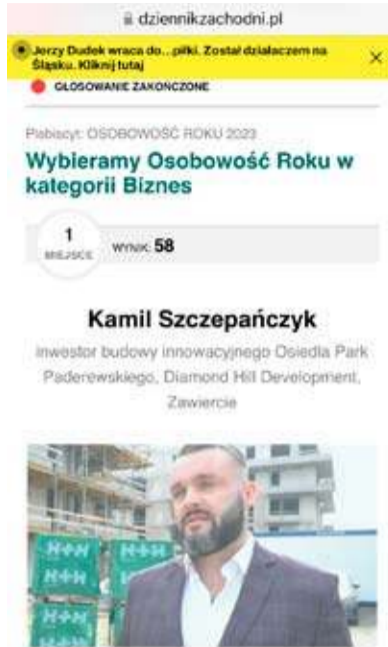 dziennikzachodni.pl
Jerzy Dudek wraca do...piłki. Został działaczem na
Śląsku. Kliknij tutaj
GŁOSOWANIE ZAKOŃCZONE
Plebiscyt: OSOBOWOŚĆ ROKU 2023
Wybieramy Osobowość Roku w
kategorii Biznes
1
MIEJSCE
WYNIK: 58
Kamil Szczepańczyk
inwestor budowy innowacyjnego Osiedla Park
Paderewskiego, Diamond Hill Development,
Zawiercie
H+H H+H
H+H H+H
H+H H+H